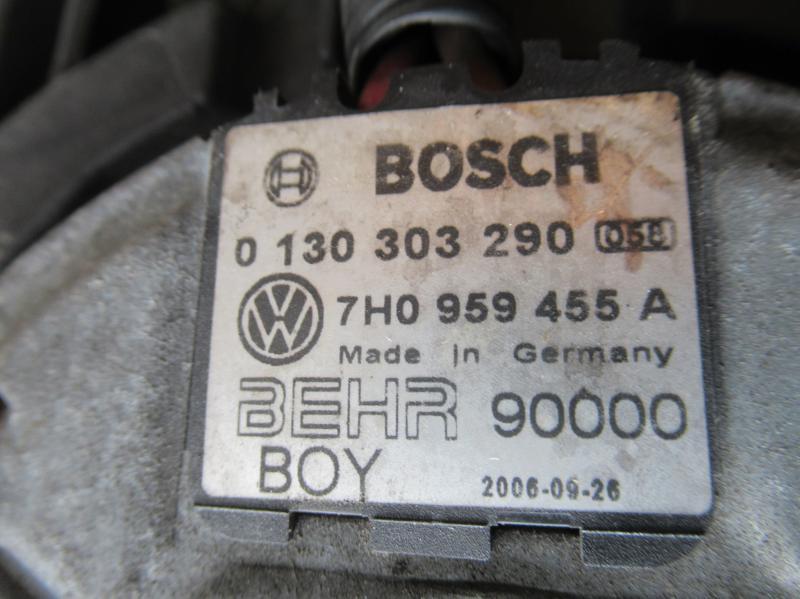 BOSCH
0 130 303 290 058
7H0 959 455 A
Made in Germany
BEHR 90000
BOY 2006-09-26